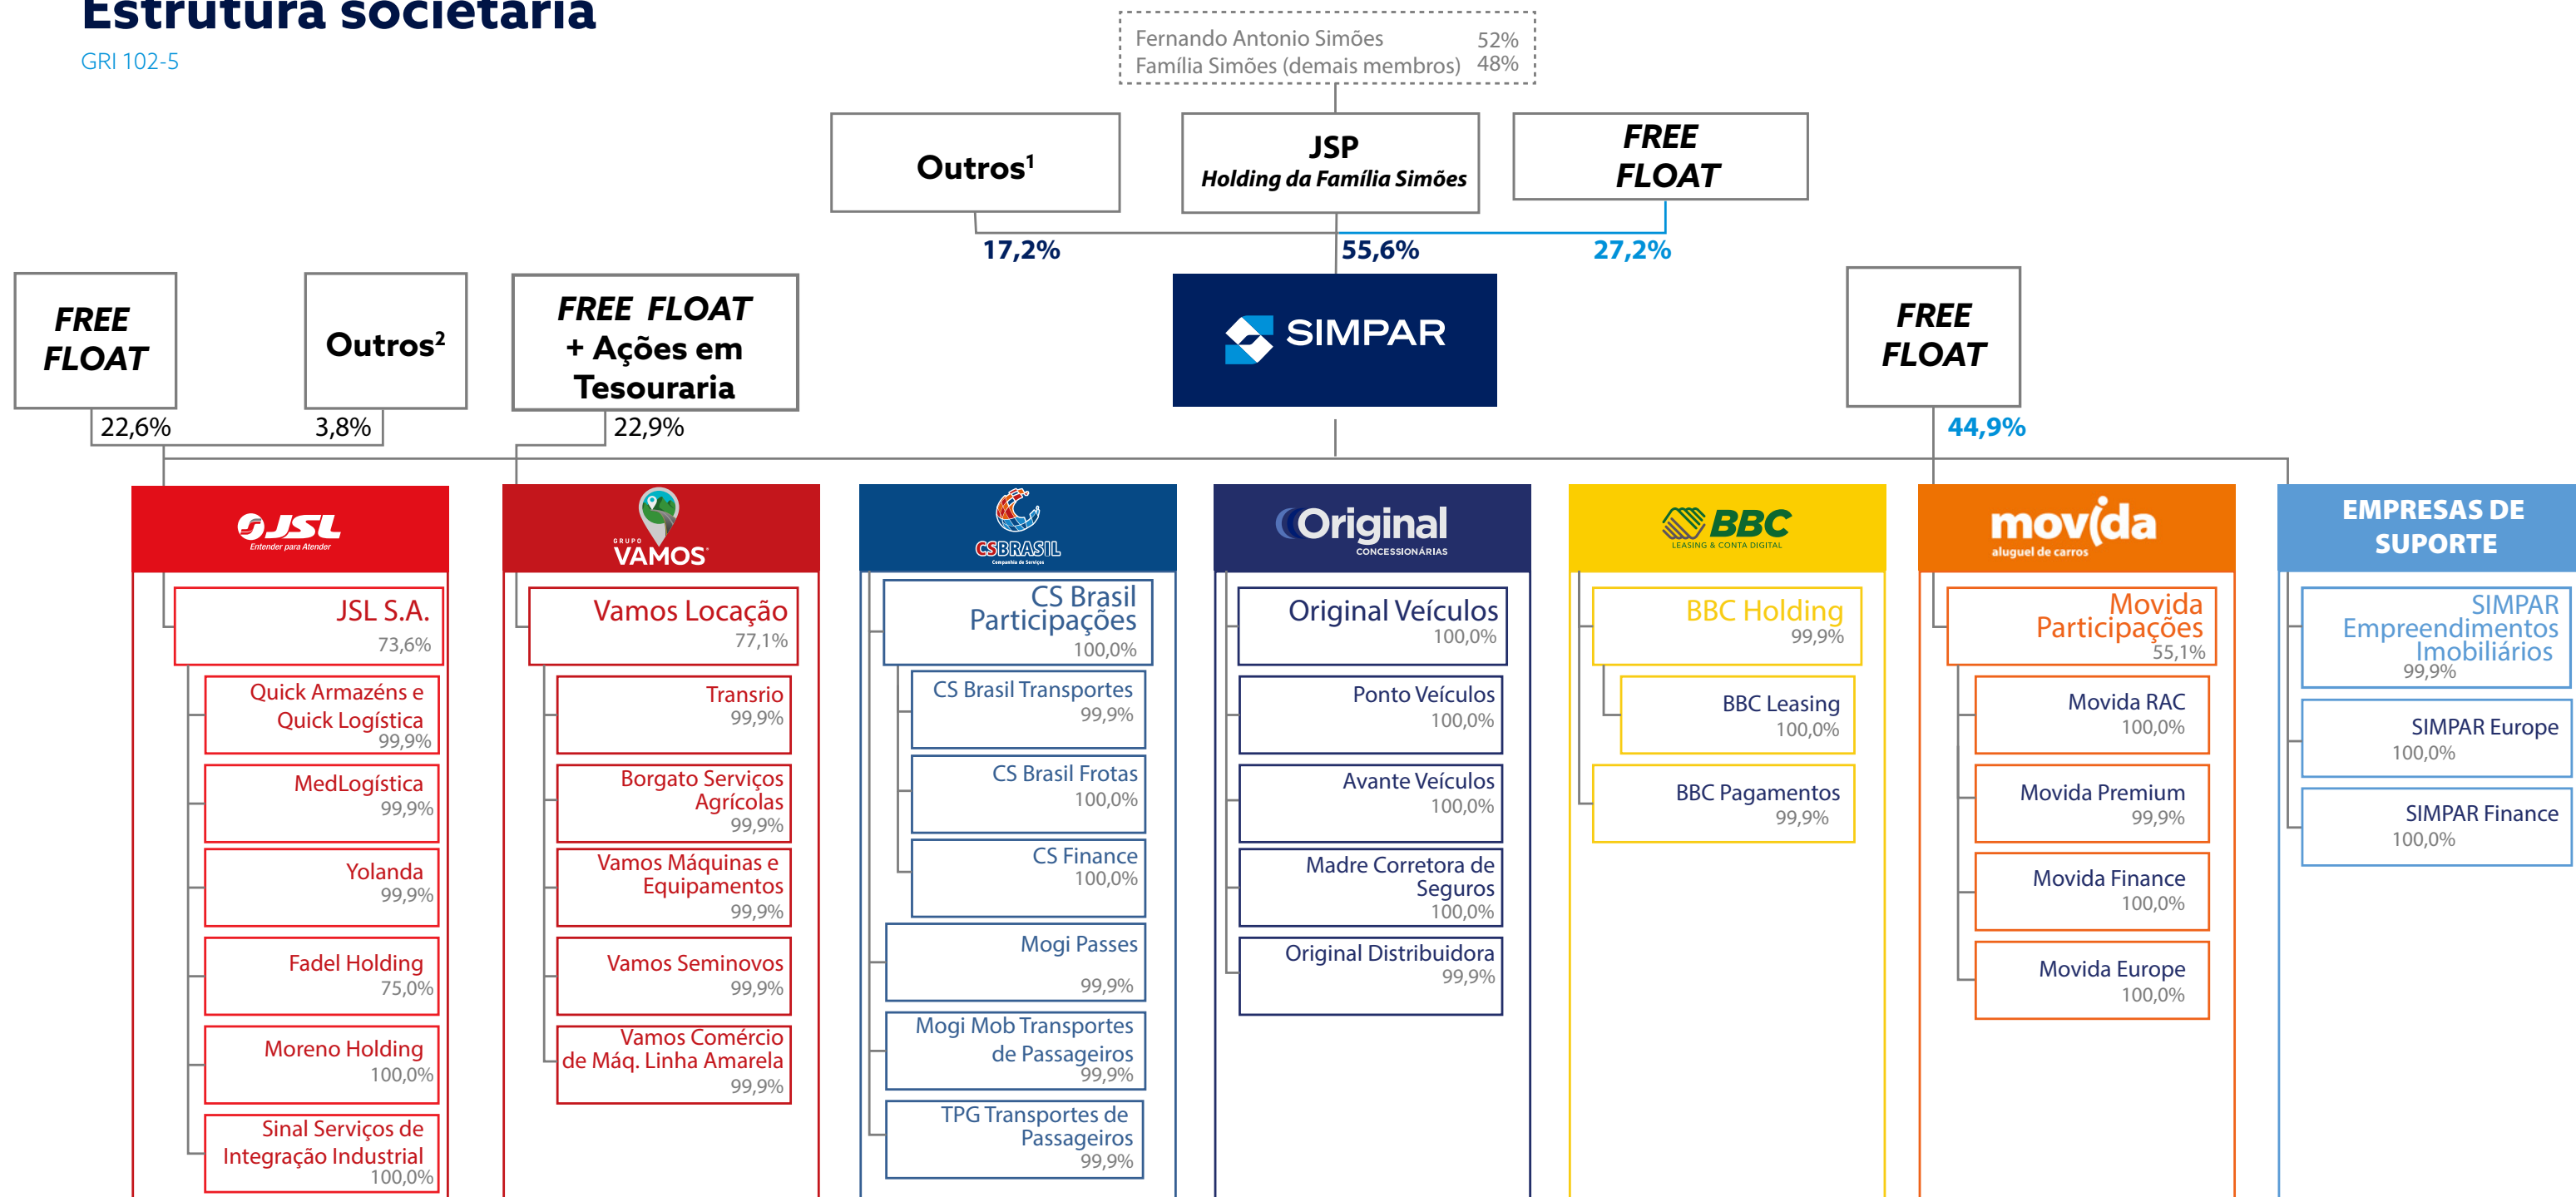 Estrutura societária
GRI 102-5
Fernando Antonio Simões 52%
Família Simões (demais membros) 48%
Outros¹
JSP
Holding da Família Simões
FREE
FLOAT
17,2%
55,6%
27,2%
FREE
FLOAT
22,6%
Outros²
3,8%
FREE FLOAT
+ Ações em
Tesouraria
22,9%
SIMPAR
FREE
FLOAT
44,9%
JSL
Entender para Atender
JSL S.A.
73,6%
Quick Armazéns e
Quick Logística
99,9%
MedLogística
99,9%
Yolanda
99,9%
Fadel Holding
75,0%
Moreno Holding
100,0%
Sinal Serviços de
Integração Industrial
100,0%
GRUPO
VAMOS
Vamos Locação
77,1%
Transrio
99,9%
Borgato Serviços
Agrícolas
99,9%
Vamos Máquinas e
Equipamentos
99,9%
Vamos Seminovos
99,9%
Vamos Comércio
de Máq. Linha Amarela
99,9%
CSBRASIL
Companhia de Serviços
CS Brasil
Participações
100,0%
CS Brasil Transportes
99,9%
CS Brasil Frotas
100,0%
CS Finance
100,0%
Mogi Passes
99,9%
Mogi Mob Transportes
de Passageiros
99,9%
TPG Transportes de
Passageiros
99,9%
Original
CONCESSIONÁRIAS
Original Veículos
100,0%
Ponto Veículos
100,0%
Avante Veículos
100,0%
Madre Corretora de
Seguros
100,0%
Original Distribuidora
99,9%
BBC
LEASING & CONTA DIGITAL
BBC Holding
99,9%
BBC Leasing
100,0%
BBC Pagamentos
99,9%
movida
aluguel de carros
Movida
Participações
55,1%
Movida RAC
100,0%
Movida Premium
99,9%
Movida Finance
100,0%
Movida Europe
100,0%
EMPRESAS DE
SUPORTE
SIMPAR
Empreendimentos
Imobiliários
99,9%
SIMPAR Europe
100,0%
SIMPAR Finance
100,0%